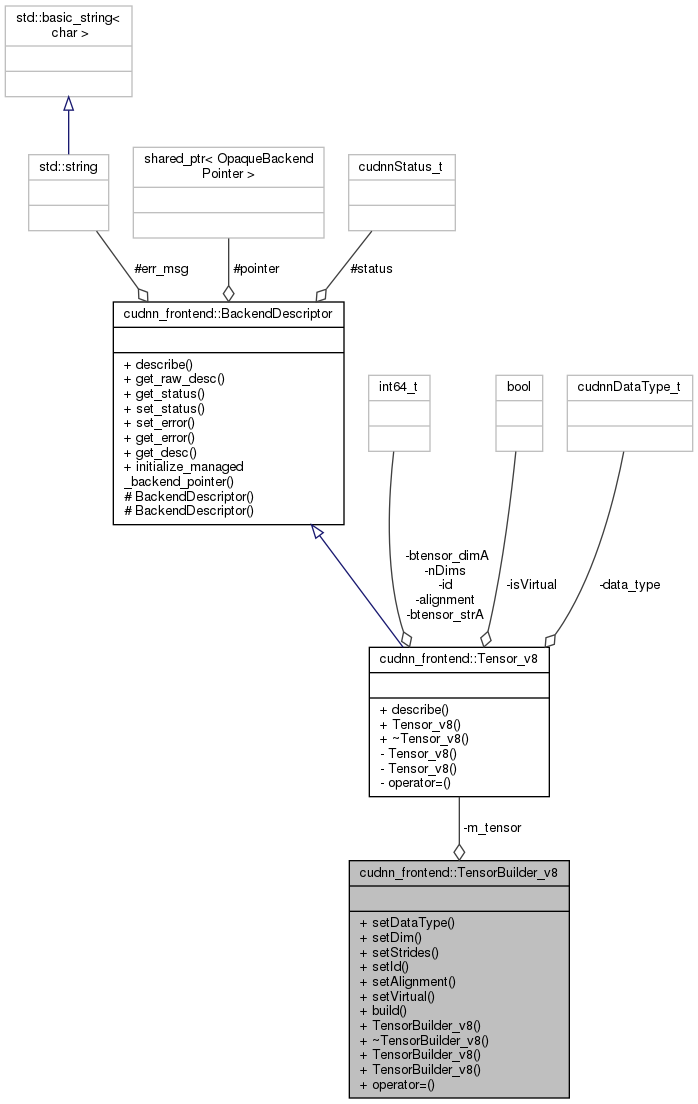 std::basic_string<
char >
std::string
shared_ptr< OpaqueBackend
Pointer >
cudnnStatus_t
#err_msg
#pointer
#status
cudnn_frontend::BackendDescriptor
+ describe()
+ get_raw_desc()
+ get_status()
+ set_status()
+ set_error()
+ get_error()
+ get_desc()
+ initialize_managed
_backend_pointer()
# BackendDescriptor()
# BackendDescriptor()
int64_t
bool
cudnnDataType_t
-btensor_dimA
-nDims
-id
-alignment
-btensor_strA
-isVirtual
-data_type
cudnn_frontend::Tensor_v8
+ describe()
+ Tensor_v8()
+ ~Tensor_v8()
- Tensor_v8()
- Tensor_v8()
- operator=()
-m_tensor
cudnn_frontend::TensorBuilder_v8
+ setDataType()
+ setDim()
+ setStrides()
+ setId()
+ setAlignment()
+ setVirtual()
+ build()
+ TensorBuilder_v8()
+ ~TensorBuilder_v8()
+ TensorBuilder_v8()
+ TensorBuilder_v8()
+ operator=()